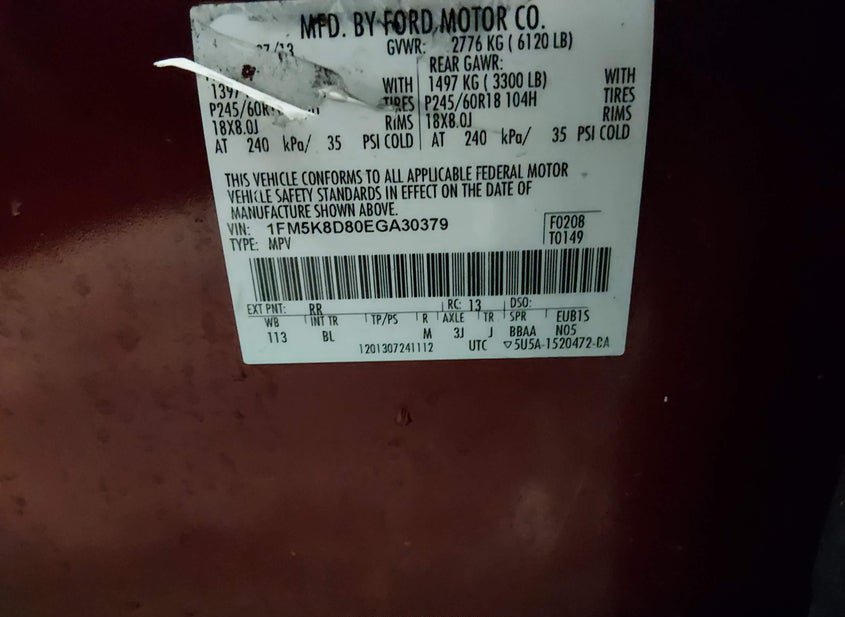 MFD. BY FORD MOTOR CO.
07/13 GVWR: 2776 KG ( 6120 LB)
REAR GAWR:
WITH 1497 KG ( 3300 LB) WITH
TIRES P245/60R18 104H TIRES
18X8.0J RIMS 18X8.0J RIMS
AT 240 kPa/ 35 PSI COLD AT 240 kPa/ 35 PSI COLD
THIS VEHICLE CONFORMS TO ALL APPLICABLE FEDERAL MOTOR
VEHICLE SAFETY STANDARDS IN EFFECT ON THE DATE OF
MANUFACTURE SHOWN ABOVE.
VIN: 1FM5K8D80EGA30379 F0208
TYPE: MPV T0149
EXT PNT: RR RC: 13 DSO:
WB INT TR TP/PS R AXLE TR SPR EUB1S
113 BL M 3J J BBAA N05
1201307241112 UTC ▽5U5A-1520472-BA